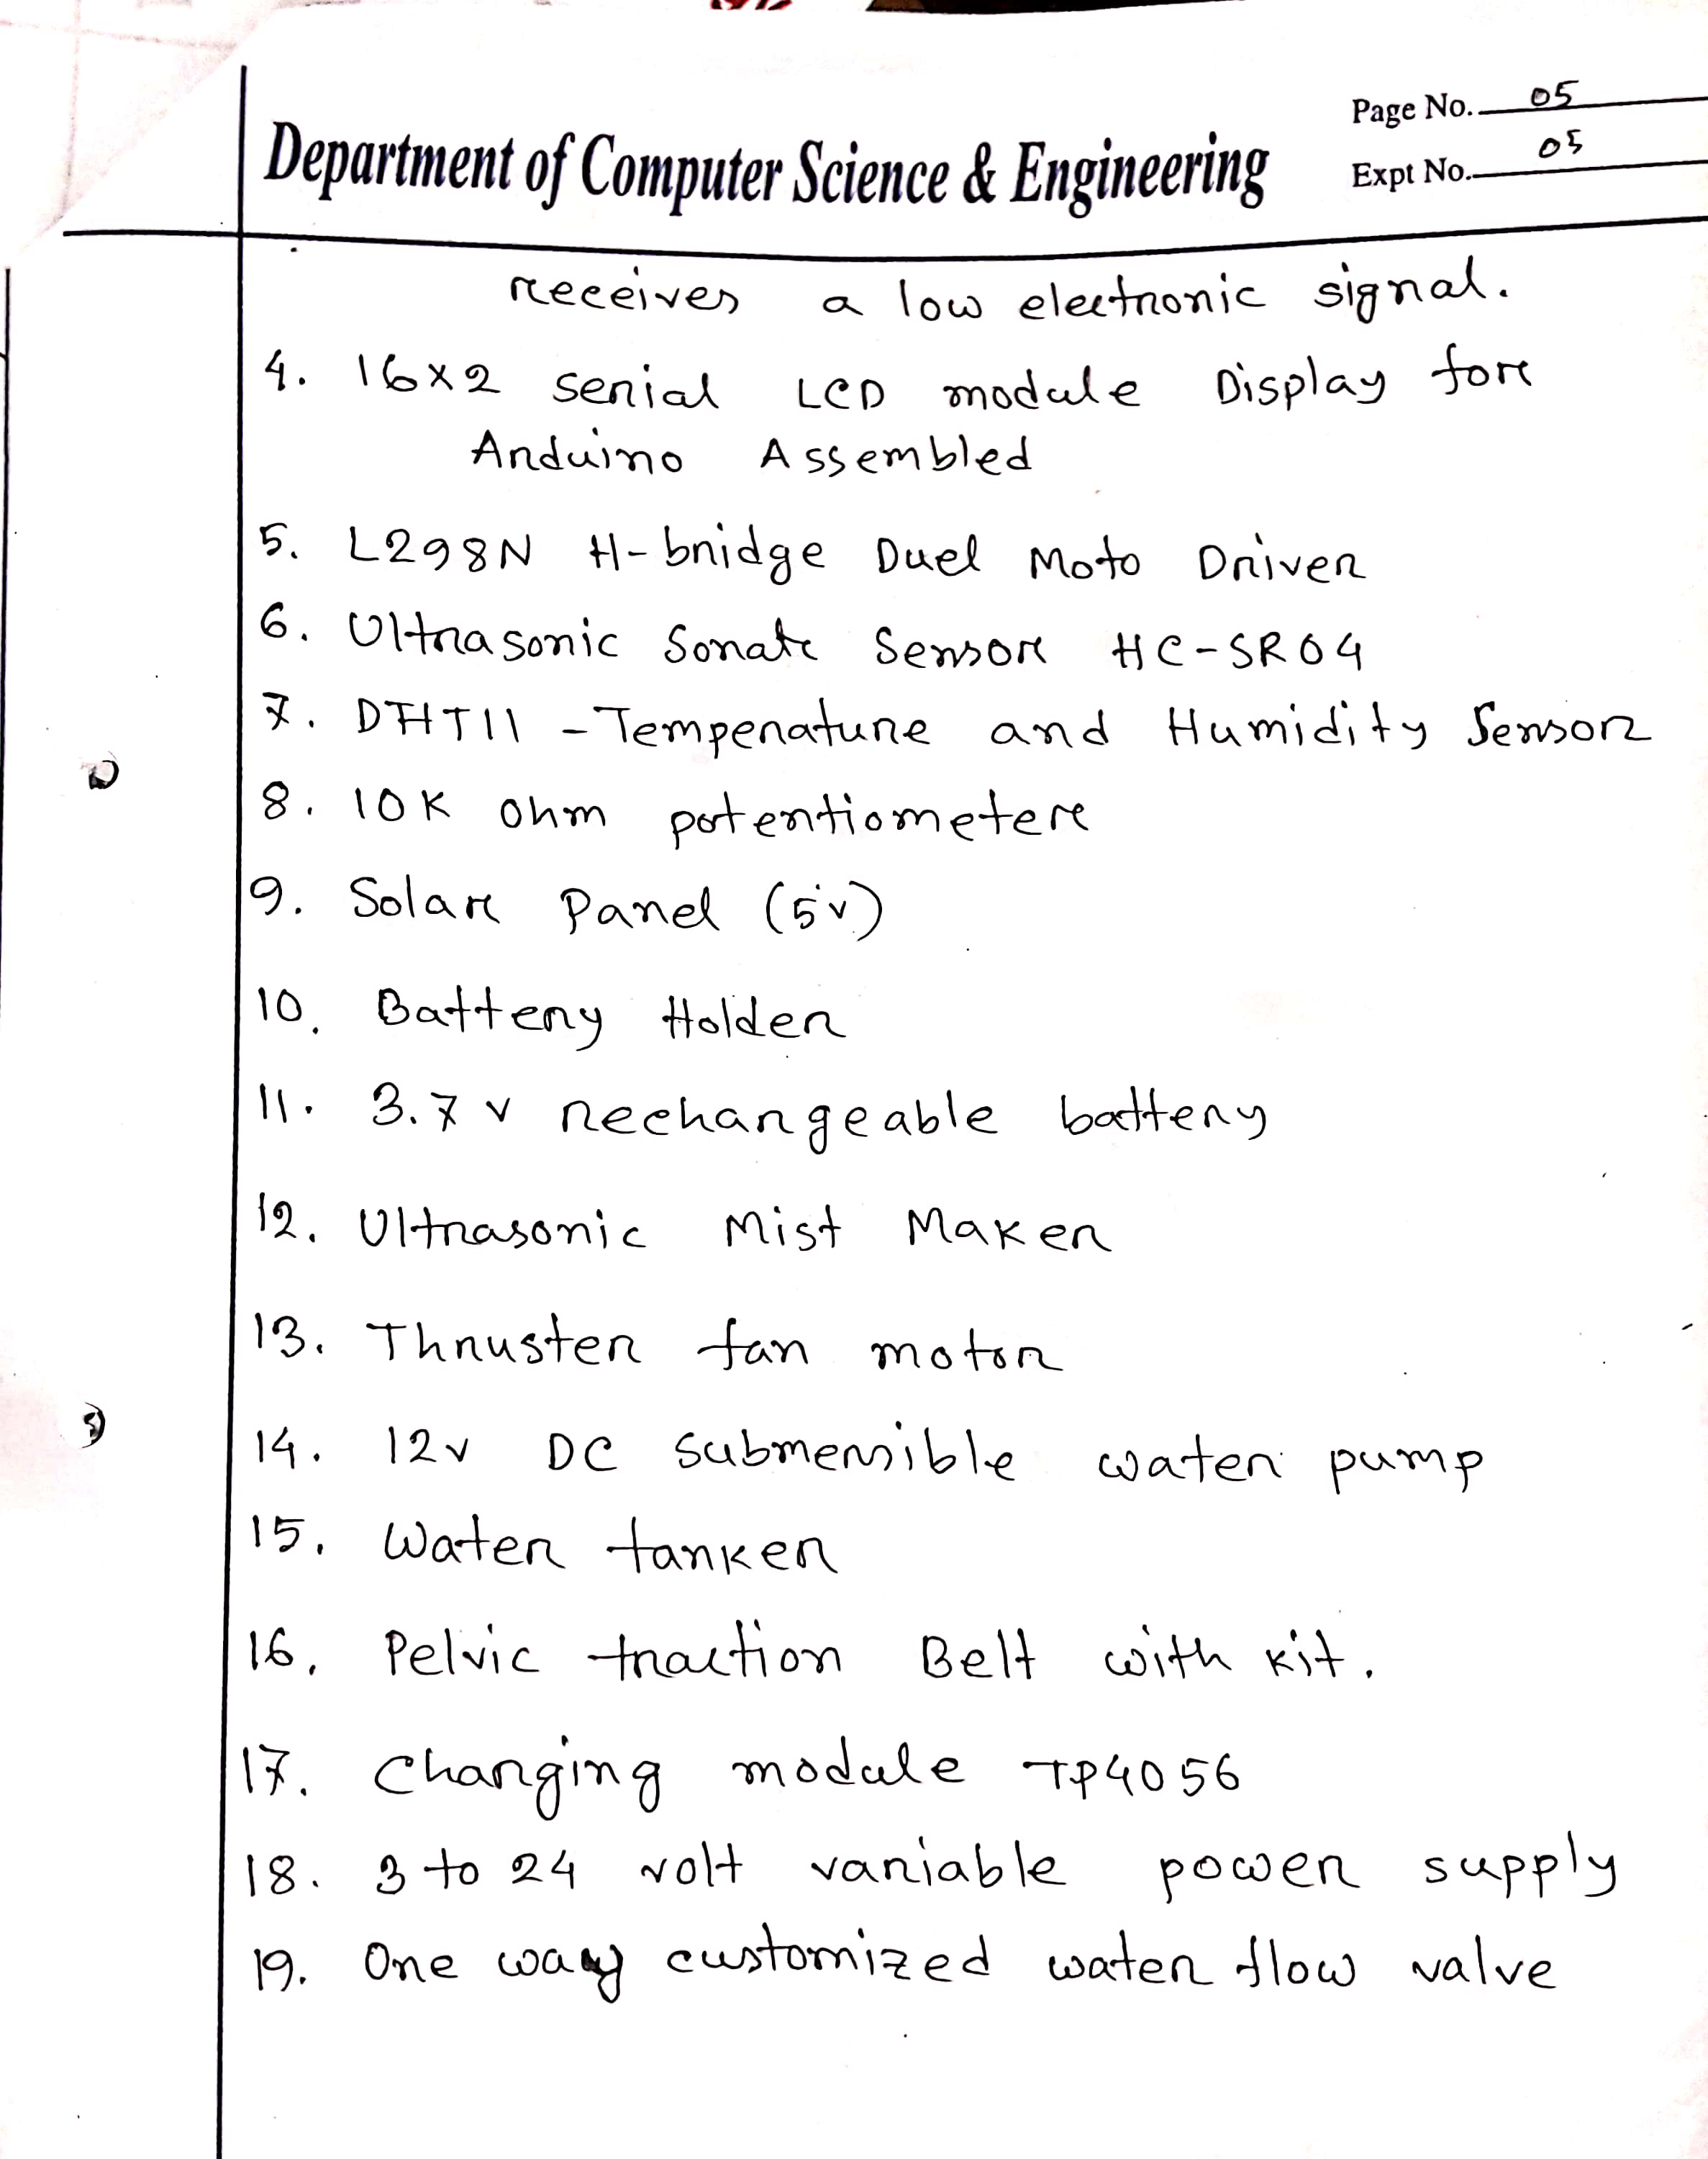 Page No. 05
Department of Computer Science & Engineering
Expt No. 05
receives a low electronic signal.
4. 16x2 serial LCD module Display for
Arduino Assembled
5. L298N H-bridge Duel Moto Driver
6. Ultrasonic Sonar Sensor HC-SR04
7. DHT11 - Temperature and Humidity Sensor
8. 10K ohm potentiometer
9. Solar Panel (5v)
10. Battery Holder
11. 3.7 v rechargeable battery
12. Ultrasonic Mist Maker
13. Thruster fan motor
14. 12v DC submersible water pump
15. Water tanker
16. Pelvic traction Belt with kit.
17. Charging module TP4056
18. 3 to 24 volt variable power supply
19. One way customized water flow valve